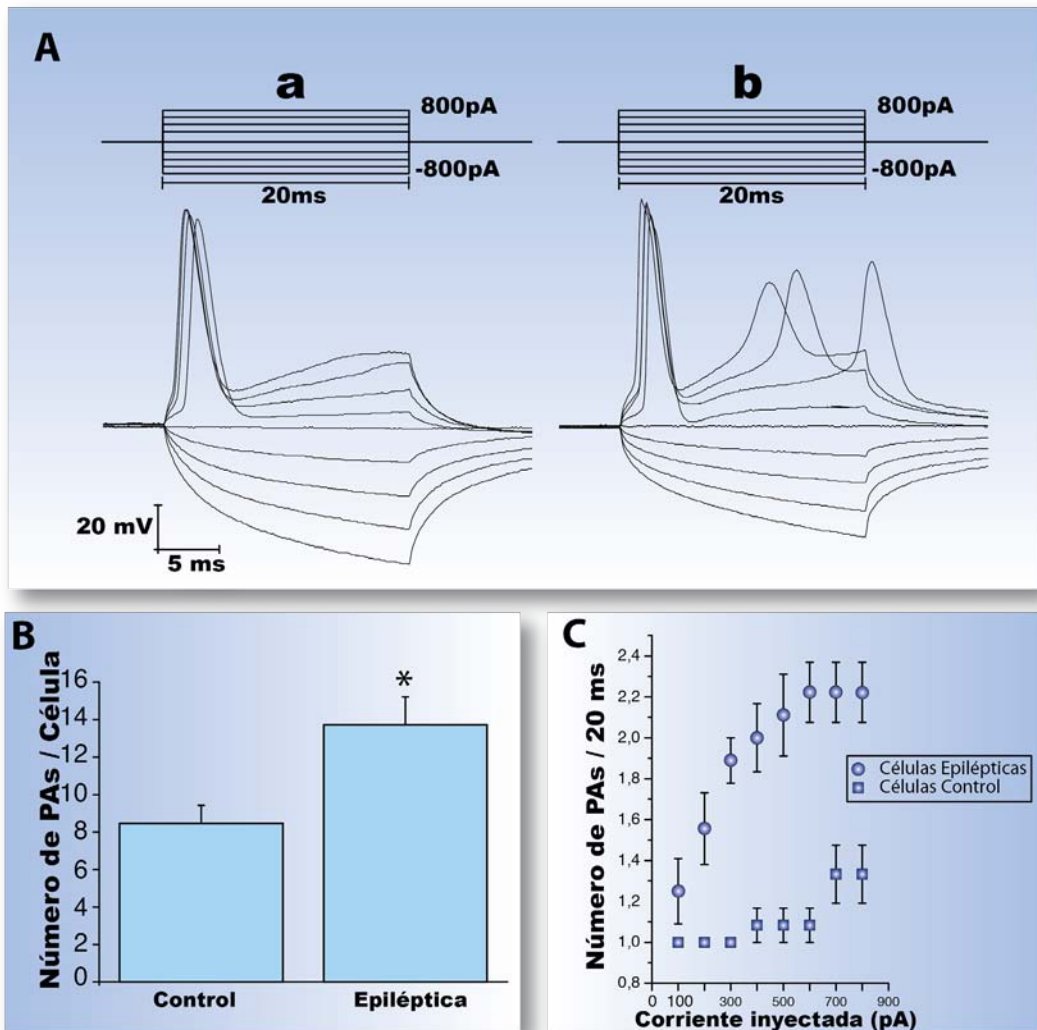 A
a
b
800pA
-800pA
20ms
800pA
-800pA
20ms
20 mV
5 ms
B
Número de PAs / Célula
16
14
12
10
8
6
4
2
0
*
Control
Epiléptica
C
Número de PAs / 20 ms
2,4
2,2
2,0
1,8
1,6
1,4
1,2
1,0
0,8
0 100 300 500 700 900
Corriente inyectada (pA)
Células Epilépticas
Células Control